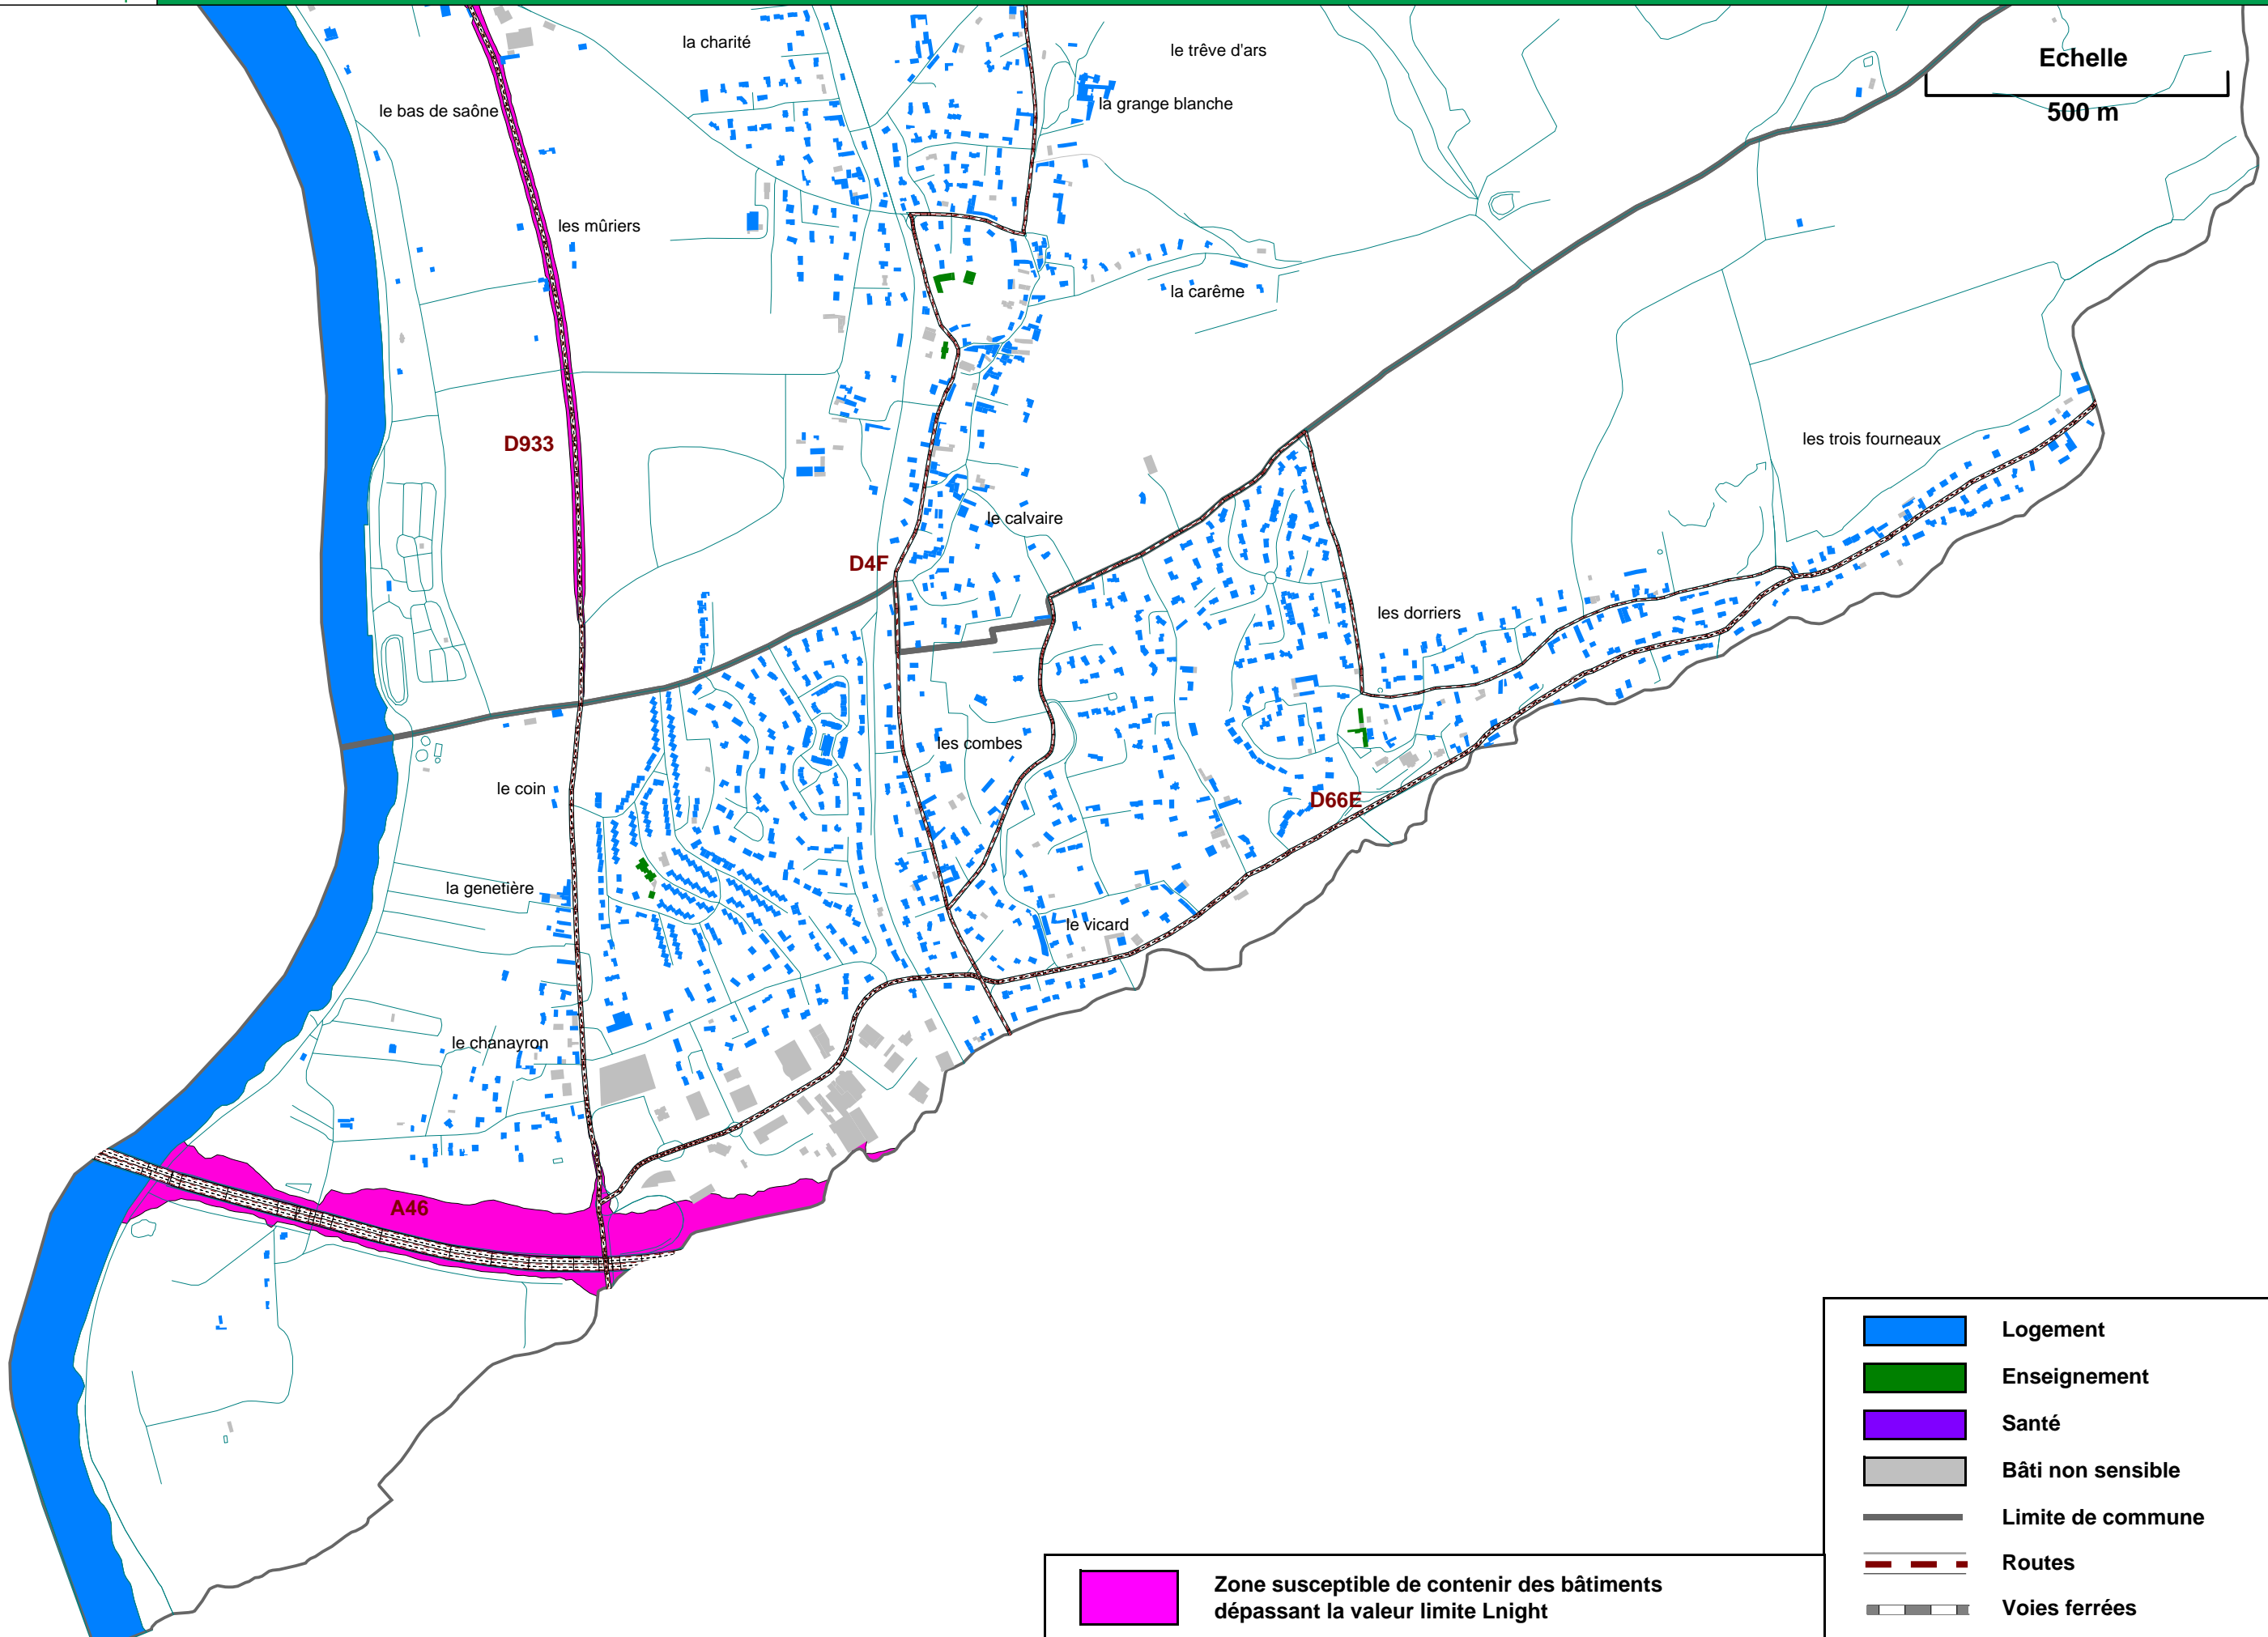 la charité
le trêve d'ars
Echelle
500 m
le bas de saône
la grange blanche
les mûriers
la carême
D933
les trois fourneaux
le calvaire
D4F
les dorriers
les combes
le coin
D66E
la genetière
le vicard
le chanayron
A46
Logement
Enseignement
Santé
Bâti non sensible
Limite de commune
Routes
Voies ferrées
Zone susceptible de contenir des bâtiments
dépassant la valeur limite Lnight